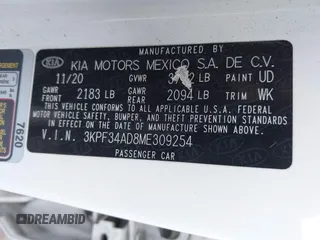 MANUFACTURED BY
KIA KIA MOTORS MEXICO S.A. DE C.V.
11/20 GVWR LB PAINT UD
GAWR FRONT 2183 LB GAWR REAR 2094 LB TRIM WK
THIS VEHICLE CONFORMS TO ALL APPLICABLE U.S. FEDERAL
MOTOR VEHICLE SAFETY, BUMPER, AND THEFT PREVENTION
STANDARDS IN EFFECT ON THE DATE OF MANUFACTURE SHOWN ABOVE.
V.I.N. 3KPF34AD8ME309254
PASSENGER CAR
7620
DREAMBID